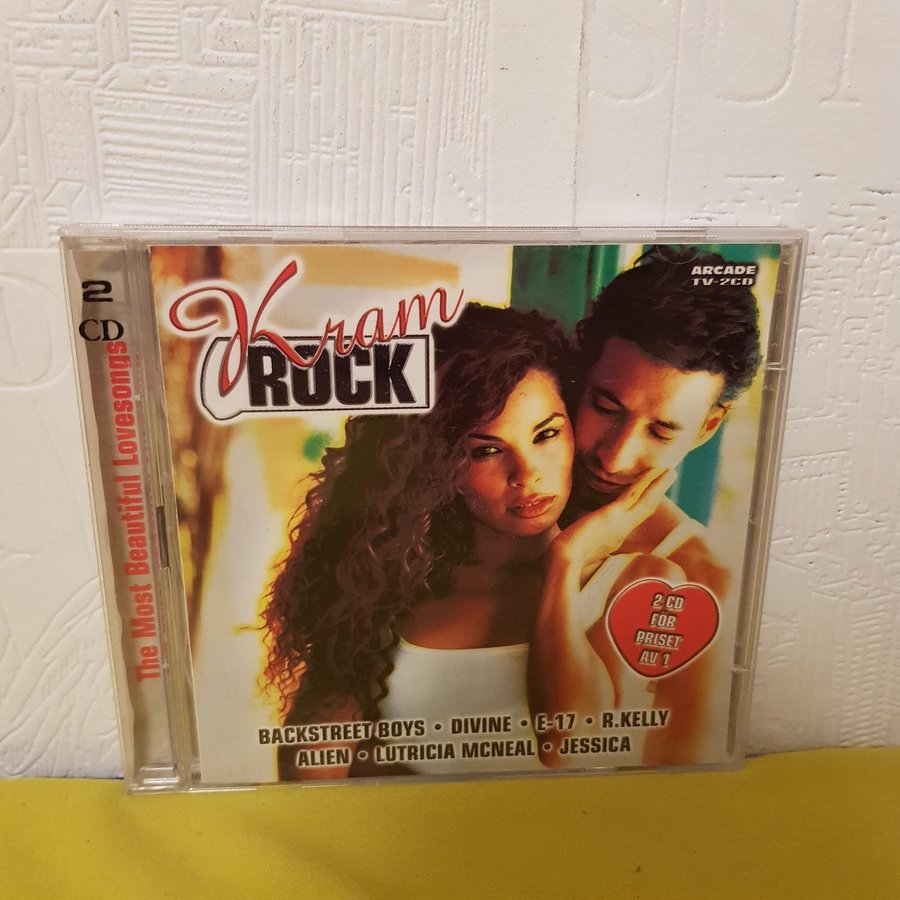 2
CD
The Most Beautiful Lovesongs
Kram
ROCK
ARCADE
TV-2CD
2 CD
FÖR
PRISET
AV 1
BACKSTREET BOYS • DIVINE • E-17 • R.KELLY
ALIEN • LUTRICIA MCNEAL • JESSICA